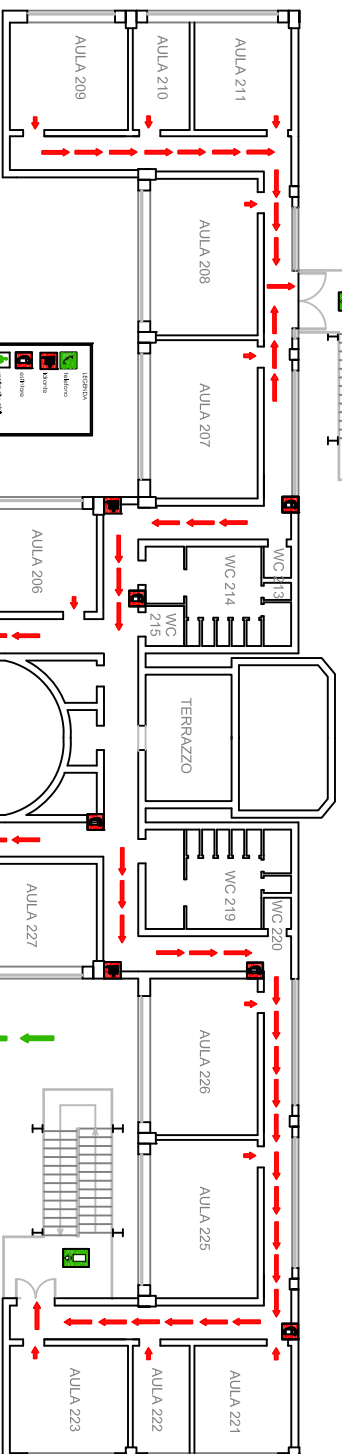 AULA 209
AULA 210
AULA 211
AULA 208
AULA 207
LEGENDA
telefono
idrante
estintore
AULA 206
WC 213
WC 214
WC
215
TERRAZZO
WC 219
WC 220
AULA 227
AULA 226
AULA 225
AULA 223
AULA 222
AULA 221